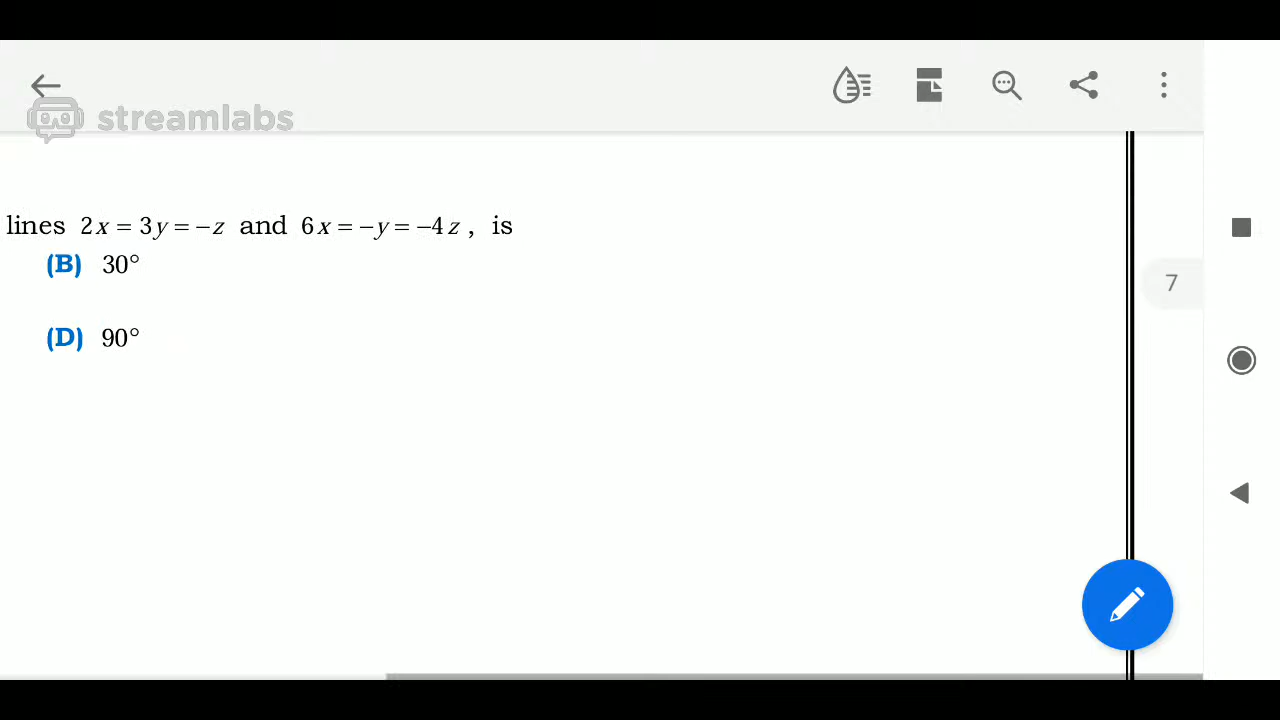 streamlabs
lines 2x = 3y = −z and 6x = −y = −4z , is
(B) 30°
7
(D) 90°